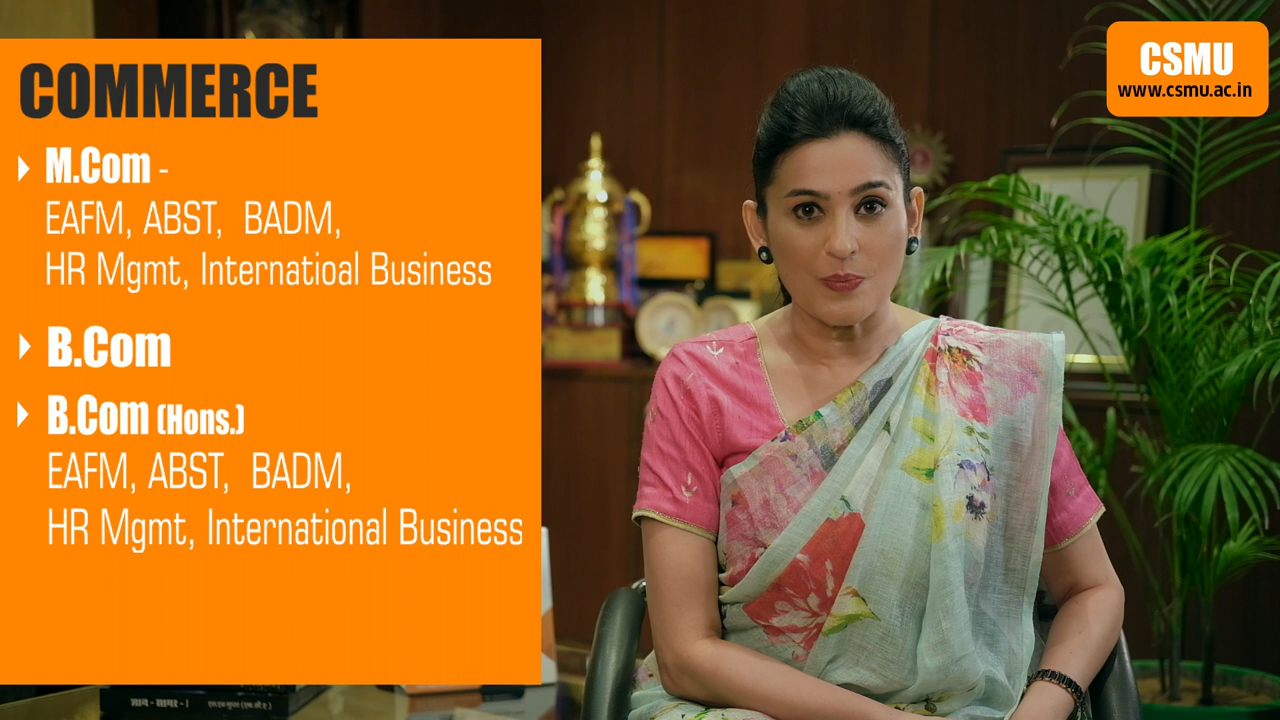 COMMERCE
M.Com -
EAFM, ABST, BADM,
HR Mgmt, Internatioal Business
B.Com
B.Com (Hons.)
EAFM, ABST, BADM,
HR Mgmt, International Business
CSMU
www.csmu.ac.in